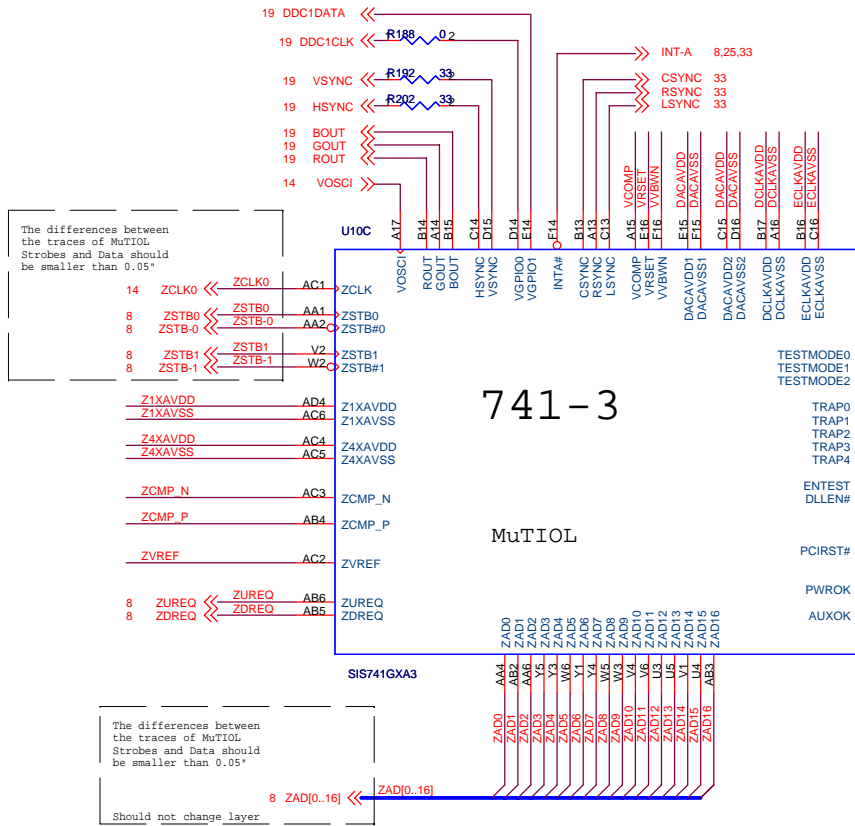 19 DDC1DATA
19 DDC1CLK R188 0 2
INT-A 8,25,33
19 VSYNC R192 33 2
CSYNC 33
RSYNC 33
19 HSYNC R202 33 2
LSYNC 33
19 BOUT
19 GOUT
19 ROUT
14 VOSCI
VCOMP VRSET VVBWN DACAVDD DACAVSS DACAVDD DACAVSS DCLKAVDD DCLKAVSS ECLKAVDD ECLKAVSS
A17 B14 A14 B15 C14 D15 D14 E14 F14 B13 A13 C13 A15 E16 F16 E15 F15 C15 D16 B17 A16 B16 C16
U10C
VOSCI ROUT GOUT BOUT HSYNC VSYNC VGPIO0 VGPIO1 INTA# CSYNC RSYNC LSYNC VCOMP VRSET VVBWN DACAVDD1 DACAVSS1 DACAVDD2 DACAVSS2 DCLKAVDD DCLKAVSS ECLKAVDD ECLKAVSS
The differences between
the traces of MuTIOL
Strobes and Data should
be smaller than 0.05"
14 ZCLK0 ZCLK0 AC1 ZCLK
8 ZSTB0 ZSTB0 AA1 ZSTB0
8 ZSTB-0 ZSTB-0 AA2 ZSTB#0
8 ZSTB1 ZSTB1 V2 ZSTB1
8 ZSTB-1 ZSTB-1 W2 ZSTB#1
TESTMODE0
TESTMODE1
TESTMODE2
741-3
Z1XAVDD AD4 Z1XAVDD
Z1XAVSS AC6 Z1XAVSS
Z4XAVDD AC4 Z4XAVDD
Z4XAVSS AC5 Z4XAVSS
TRAP0
TRAP1
TRAP2
TRAP3
TRAP4
ZCMP_N AC3 ZCMP_N
ZCMP_P AB4 ZCMP_P
ENTEST
DLLEN#
MuTIOL
ZVREF AC2 ZVREF
PCIRST#
8 ZUREQ ZUREQ AB6 ZUREQ
8 ZDREQ ZDREQ AB5 ZDREQ
PWROK
AUXOK
ZAD0 ZAD1 ZAD2 ZAD3 ZAD4 ZAD5 ZAD6 ZAD7 ZAD8 ZAD9 ZAD10 ZAD11 ZAD12 ZAD13 ZAD14 ZAD15 ZAD16
SIS741GXA3
AA4 AB2 AA6 Y5 Y3 W6 Y1 Y4 W5 W3 V4 V6 U3 U5 V1 U4 AB3
ZAD0 ZAD1 ZAD2 ZAD3 ZAD4 ZAD5 ZAD6 ZAD7 ZAD8 ZAD9 ZAD10 ZAD11 ZAD12 ZAD13 ZAD14 ZAD15 ZAD16
The differences between
the traces of MuTIOL
Strobes and Data should
be smaller than 0.05"
8 ZAD[0..16] ZAD[0..16]
Should not change layer